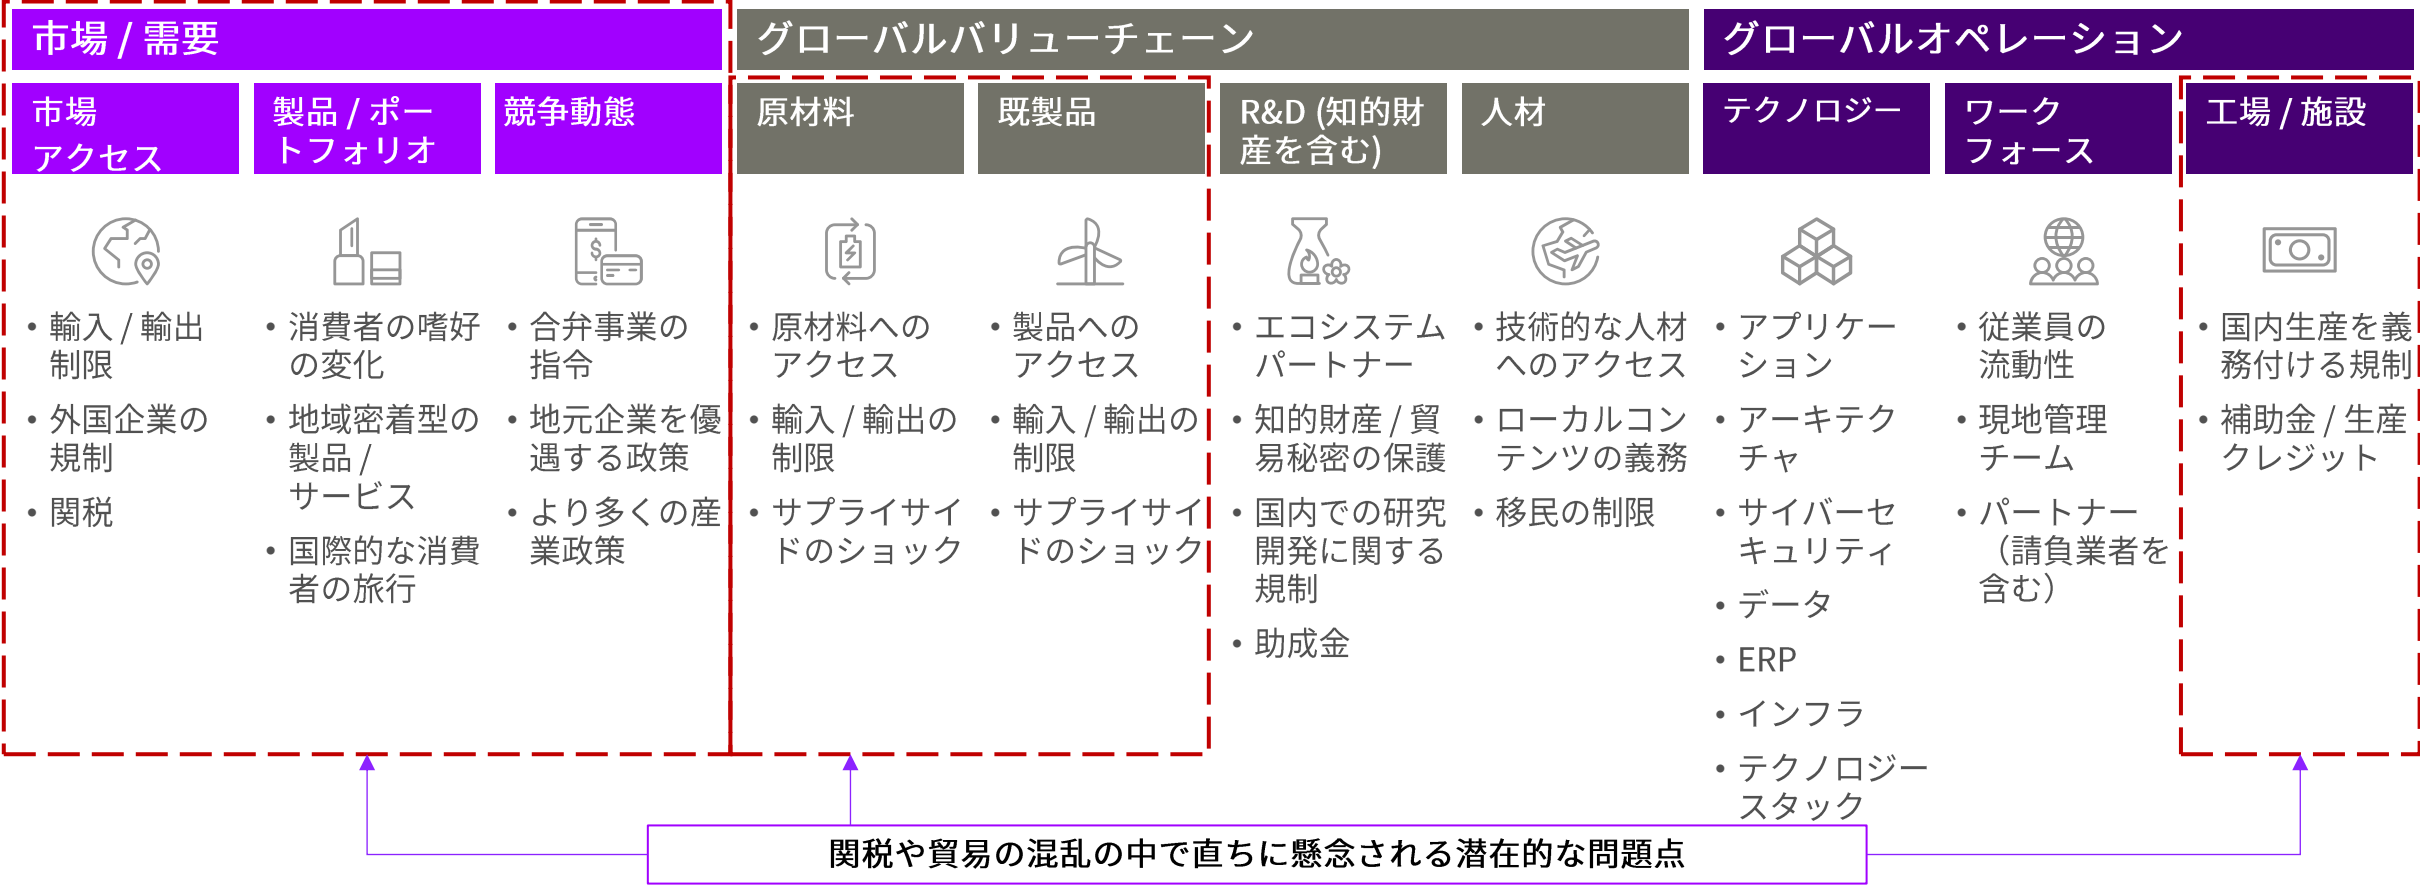 市場 / 需要
グローバルバリューチェーン
グローバルオペレーション
市場
アクセス
製品 / ポー
トフォリオ
競争動態
原材料
既製品
R&D (知的財
産を含む)
人材
テクノロジー
ワーク
フォース
工場 / 施設
• 輸入 / 輸出
制限
• 外国企業の
規制
• 関税
• 消費者の嗜好
の変化
• 地域密着型の
製品 /
サービス
• 国際的な消費
者の旅行
• 合弁事業の
指令
• 地元企業を優
遇する政策
• より多くの産
業政策
• 原材料への
アクセス
• 輸入 / 輸出の
制限
• サプライサイ
ドのショック
• 製品への
アクセス
• 輸入 / 輸出の
制限
• サプライサイ
ドのショック
• エコシステム
パートナー
• 知的財産 / 貿
易秘密の保護
• 国内での研究
開発に関する
規制
• 助成金
• 技術的な人材
へのアクセス
• ローカルコン
テンツの義務
• 移民の制限
• アプリケー
ション
• アーキテク
チャ
• サイバーセ
キュリティ
• データ
• ERP
• インフラ
• テクノロジー
スタック
• 従業員の
流動性
• 現地管理
チーム
• パートナー
（請負業者を
含む）
• 国内生産を義
務付ける規制
• 補助金 / 生産
クレジット
関税や貿易の混乱の中で直ちに懸念される潜在的な問題点